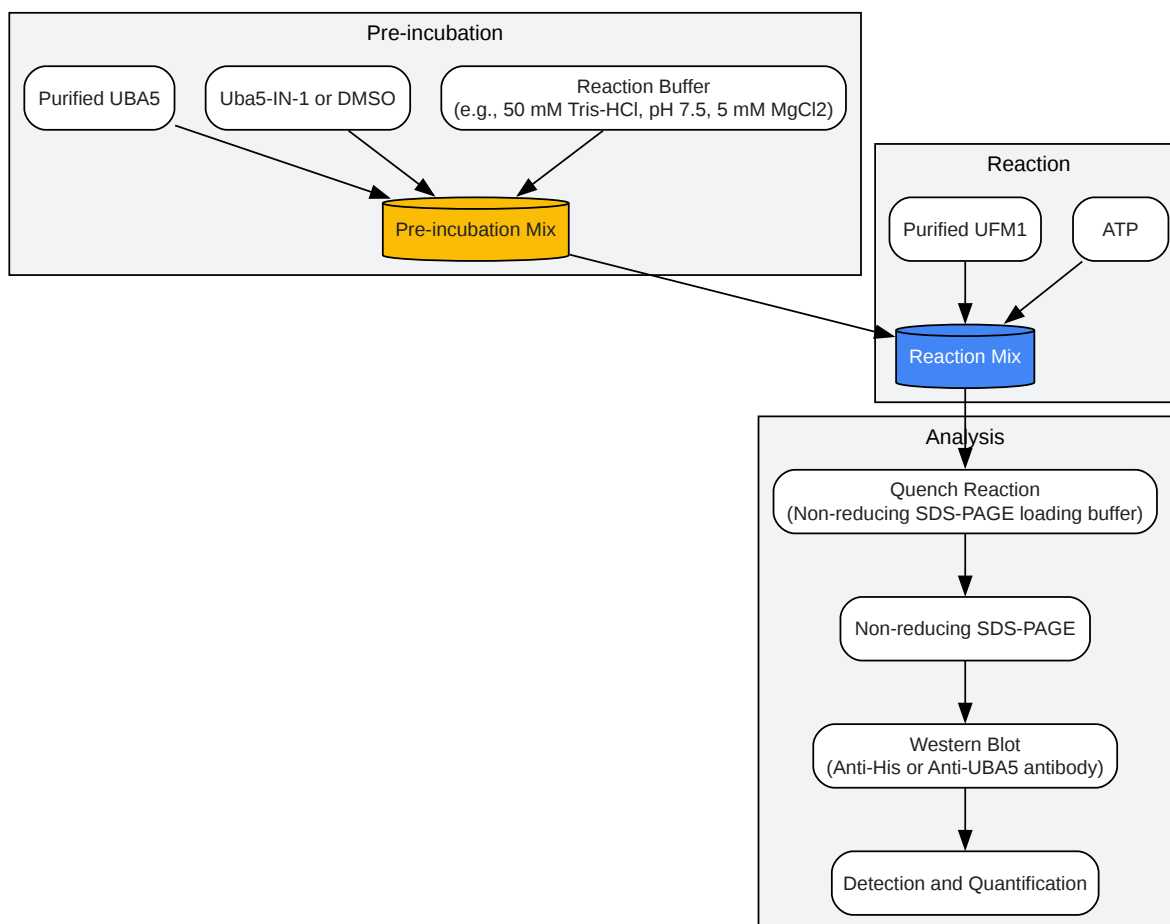 Pre-incubation
Purified UBA5
Uba5-IN-1 or DMSO
Reaction Buffer
(e.g., 50 mM Tris-HCl, pH 7.5, 5 mM MgCl2)
Pre-incubation Mix
Reaction
Purified UFM1
ATP
Reaction Mix
Analysis
Quench Reaction
(Non-reducing SDS-PAGE loading buffer)
Non-reducing SDS-PAGE
Western Blot
(Anti-His or Anti-UBA5 antibody)
Detection and Quantification